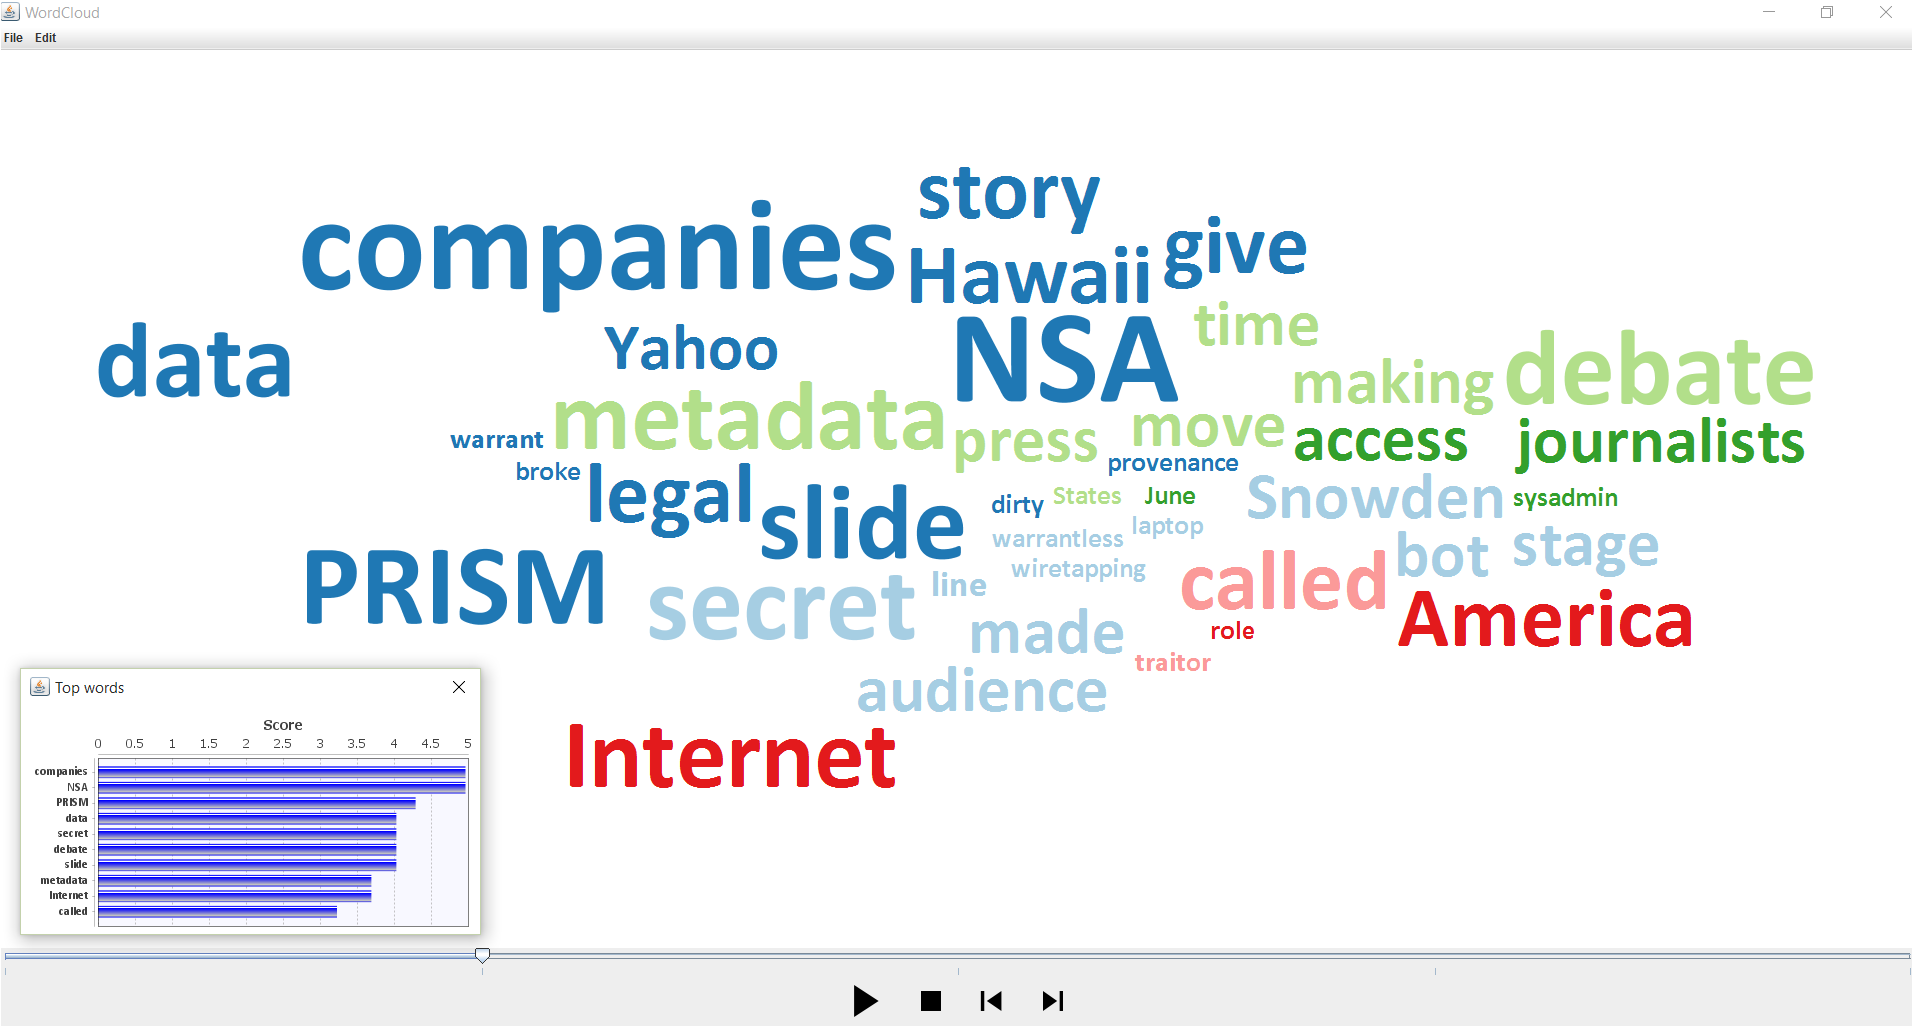 WordCloud
File Edit
story
companies
give
Hawaii
time
NSA
data
Yahoo
debate
making
metadata
move
press
access
journalists
warrant
provenance
broke
legal
Snowden
dirty
States
June
sysadmin
slide
laptop
warrantless
bot
stage
wiretapping
PRISM
called
secret
line
America
made
role
traitor
audience
Internet
Top words
Score
0 0.5 1 1.5 2 2.5 3 3.5 4 4.5 5
companies
NSA
PRISM
data
secret
debate
slide
metadata
Internet
called